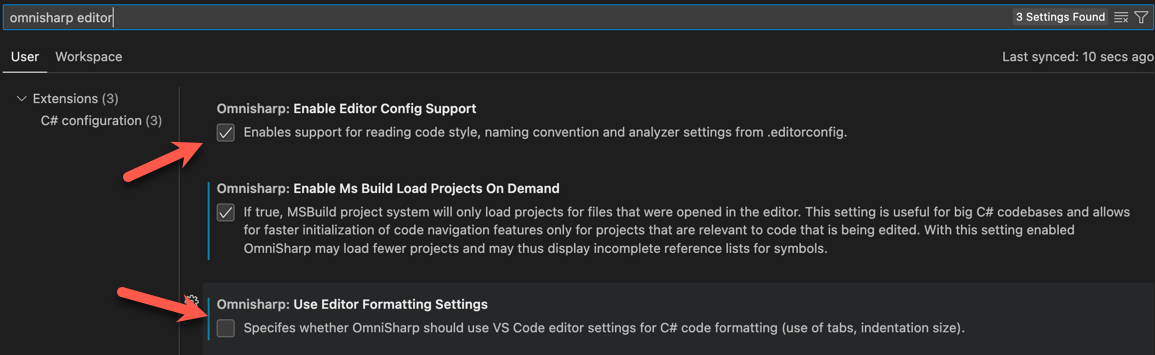 omnisharp editor
3 Settings Found
User
Workspace
Last synced: 10 secs ago
Extensions (3)
C# configuration (3)
Omnisharp: Enable Editor Config Support
Enables support for reading code style, naming convention and analyzer settings from .editorconfig.
Omnisharp: Enable Ms Build Load Projects On Demand
If true, MSBuild project system will only load projects for files that were opened in the editor. This setting is useful for big C# codebases and allows
for faster initialization of code navigation features only for projects that are relevant to code that is being edited. With this setting enabled
OmniSharp may load fewer projects and may thus display incomplete reference lists for symbols.
Omnisharp: Use Editor Formatting Settings
Specifes whether OmniSharp should use VS Code editor settings for C# code formatting (use of tabs, indentation size).